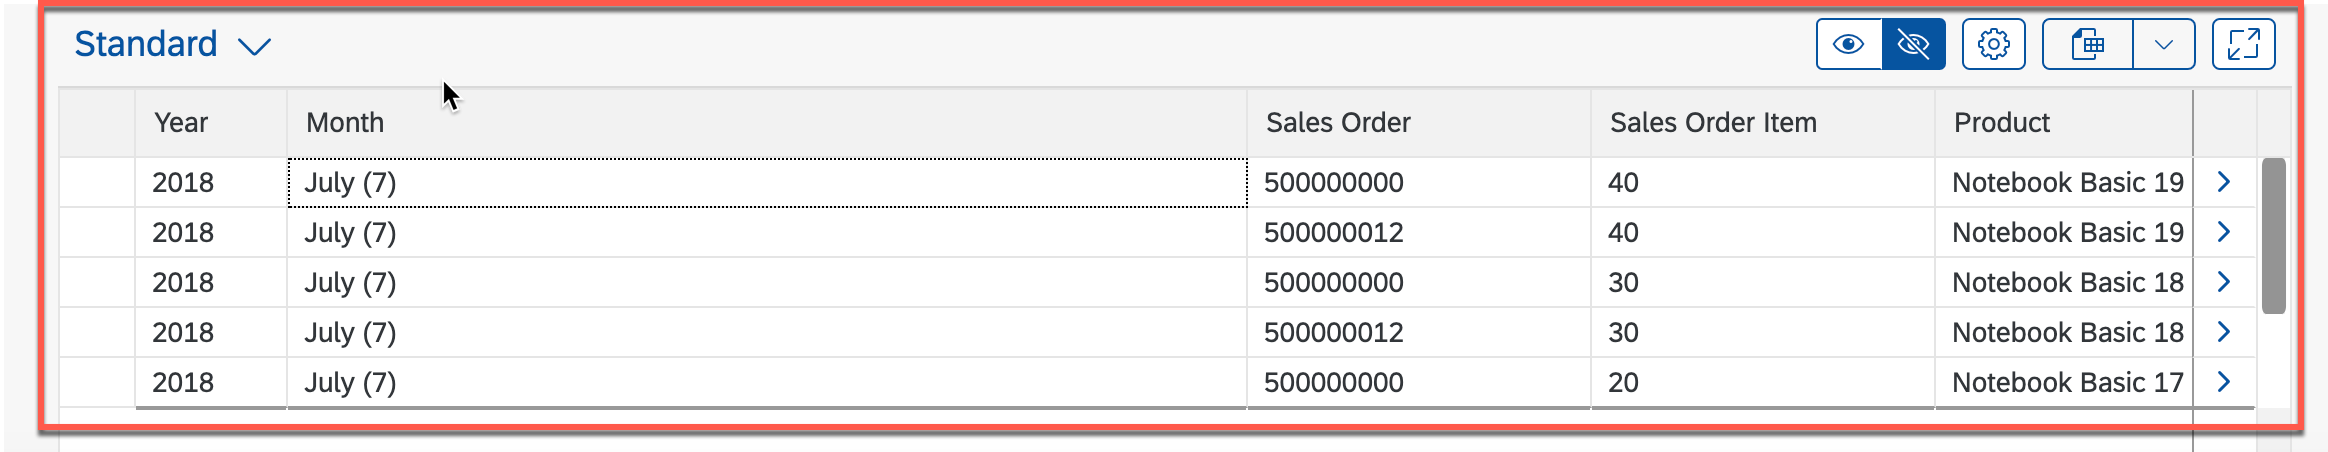 Standard
Year Month Sales Order Sales Order Item Product
2018 July (7) 500000000 40 Notebook Basic 19
2018 July (7) 500000012 40 Notebook Basic 19
2018 July (7) 500000000 30 Notebook Basic 18
2018 July (7) 500000012 30 Notebook Basic 18
2018 July (7) 500000000 20 Notebook Basic 17